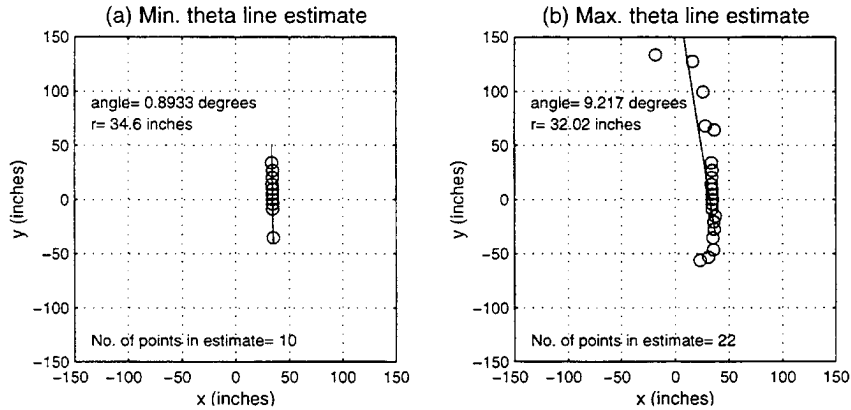 (a) Min. theta line estimate
150
100
50
0
−50
−100
−150
y (inches)
angle= 0.8933 degrees
r= 34.6 inches
No. of points in estimate= 10
−150 −100 −50 0 50 100 150
x (inches)
(b) Max. theta line estimate
150
100
50
0
−50
−100
−150
y (inches)
angle= 9.217 degrees
r= 32.02 inches
No. of points in estimate= 22
−150 −100 −50 0 50 100 150
x (inches)